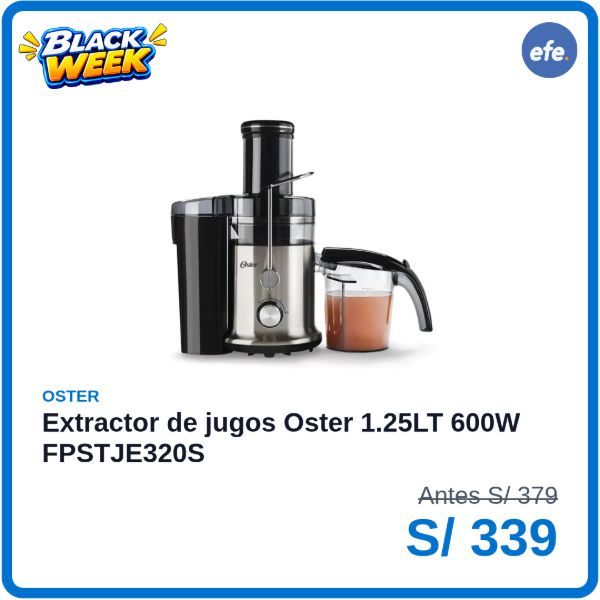 BLACK
WEEK
efe.
Oster
OSTER
Extractor de jugos Oster 1.25LT 600W
FPSTJE320S
Antes S/ 379
S/ 339